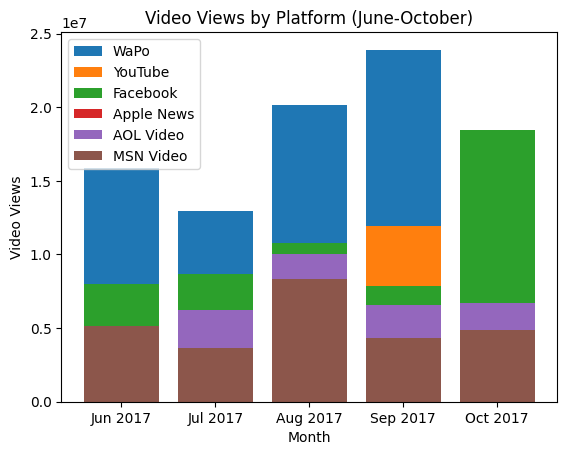 Video Views by Platform (June-October)
1e7
2.5
2.0
1.5
1.0
0.5
0.0
Video Views
WaPo
YouTube
Facebook
Apple News
AOL Video
MSN Video
Jun 2017 Jul 2017 Aug 2017 Sep 2017 Oct 2017
Month